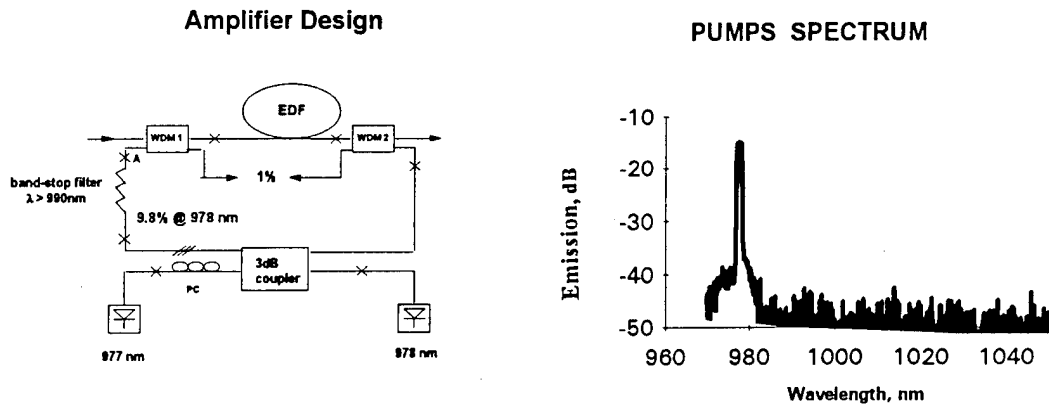 Amplifier Design
EDF
WDM 1
WDM 2
A
1%
band-stop filter
λ > 990nm
9.8% @ 978 nm
3dB
coupler
PC
977 nm
978 nm
PUMPS SPECTRUM
-10
-20
-30
-40
-50
Emission, dB
960
980
1000
1020
1040
Wavelength, nm